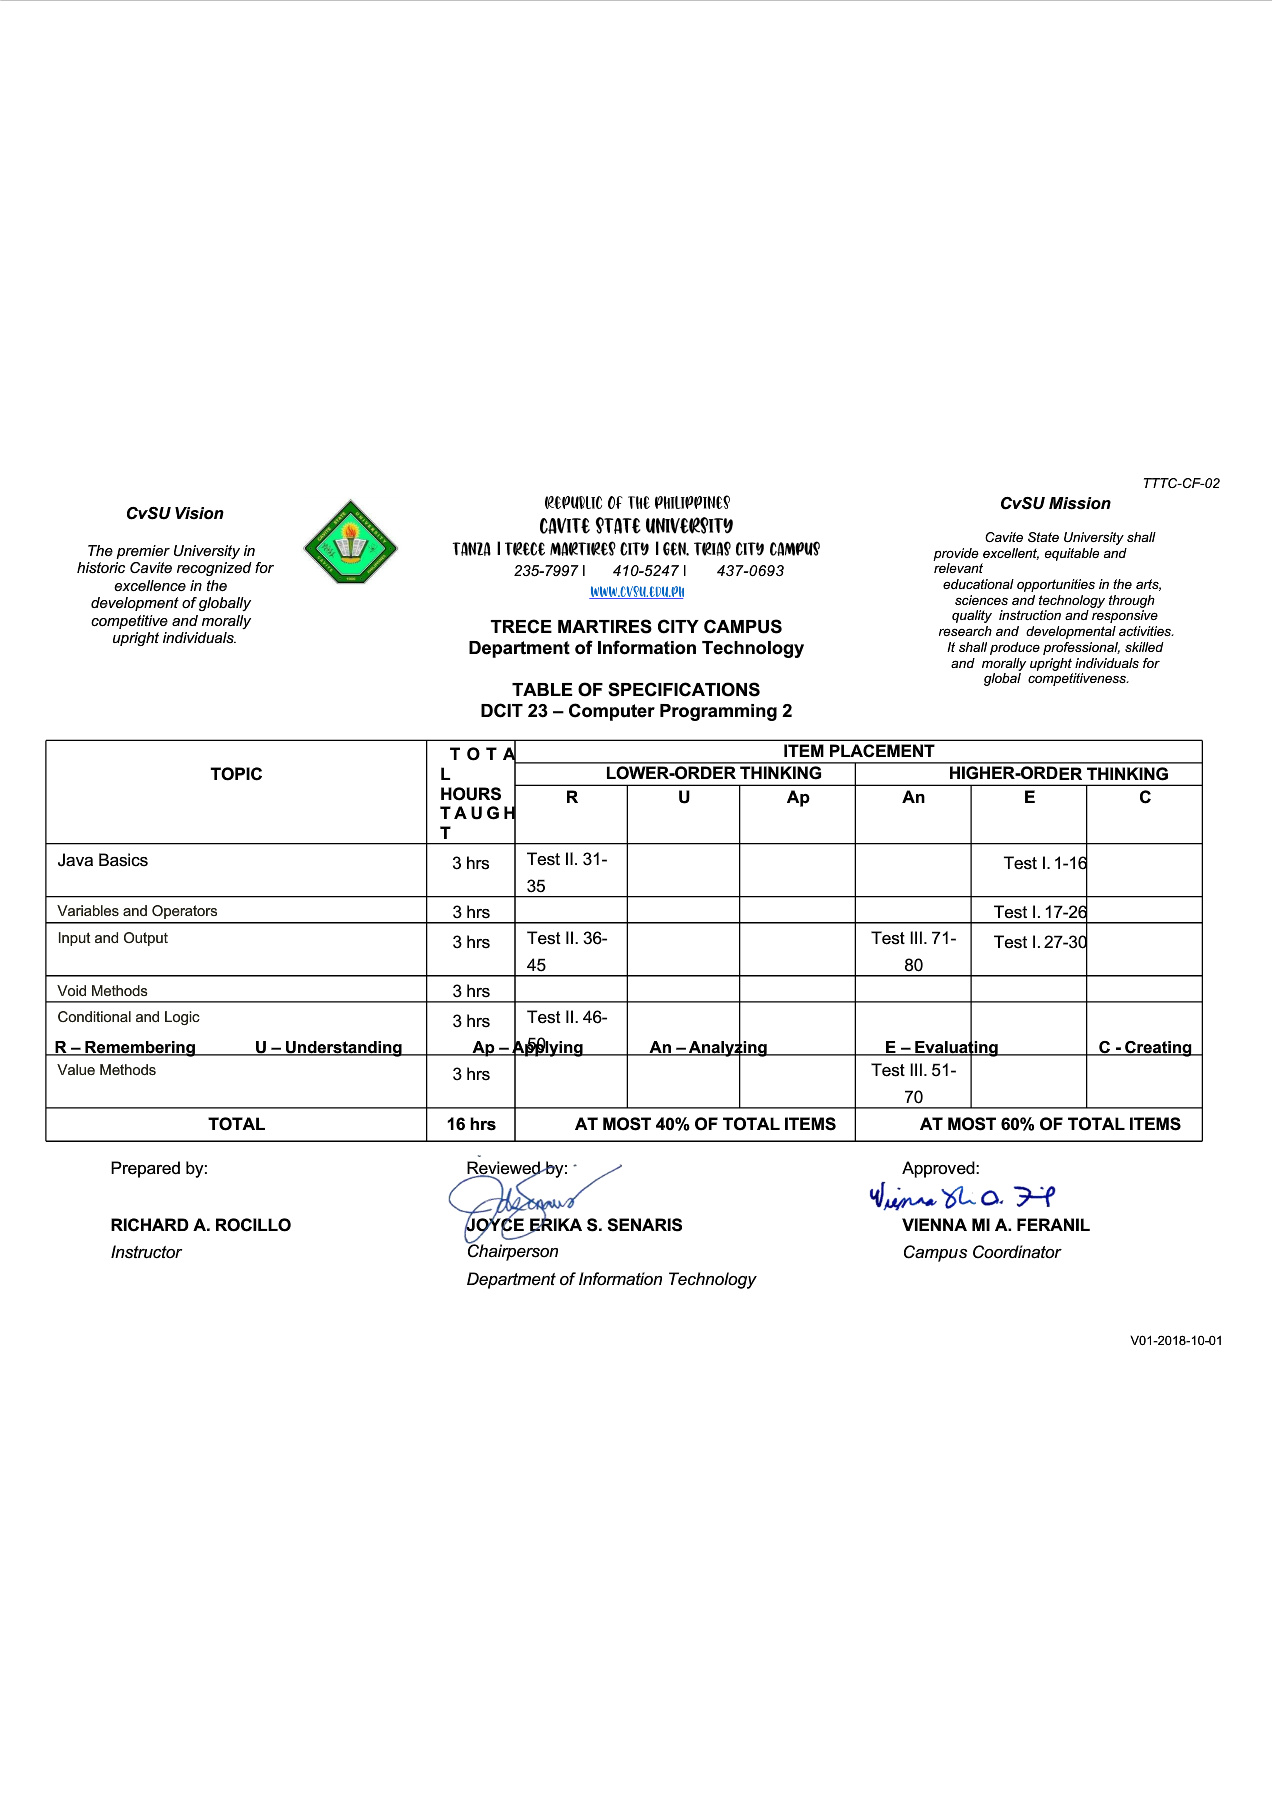 TTTC-CF-02
CvSU Vision
The premier University in
historic Cavite recognized for
excellence in the
development of globally
competitive and morally
upright individuals.
REPUBLIC OF THE PHILIPPINES
CAVITE STATE UNIVERSITY
TANZA | TRECE MARTIRES CITY | GEN. TRIAS CITY CAMPUS
235-7997 | 410-5247 | 437-0693
WWW.CVSU.EDU.PH
CvSU Mission
Cavite State University shall
provide excellent, equitable and
relevant
educational opportunities in the arts,
sciences and technology through
quality instruction and responsive
research and developmental activities.
It shall produce professional, skilled
and morally upright individuals for
global competitiveness.
TRECE MARTIRES CITY CAMPUS
Department of Information Technology
TABLE OF SPECIFICATIONS
DCIT 23 – Computer Programming 2
TOPIC
TOTA
L
HOURS
TAUGH
T
ITEM PLACEMENT
LOWER-ORDER THINKING HIGHER-ORDER THINKING
R U Ap An E C
Java Basics 3 hrs Test II. 31- Test I. 1-16
35
Variables and Operators 3 hrs Test I. 17-26
Input and Output 3 hrs Test II. 36- Test III. 71- Test I. 27-30
45 80
Void Methods 3 hrs
Conditional and Logic 3 hrs Test II. 46-
50
R – Remembering U – Understanding Ap – Applying An – Analyzing E – Evaluating C - Creating
Value Methods 3 hrs Test III. 51-
70
TOTAL 16 hrs AT MOST 40% OF TOTAL ITEMS AT MOST 60% OF TOTAL ITEMS
Prepared by: Reviewed by: Approved:
RICHARD A. ROCILLO JOYCE ERIKA S. SENARIS VIENNA MI A. FERANIL
Instructor Chairperson Campus Coordinator
Department of Information Technology
V01-2018-10-01